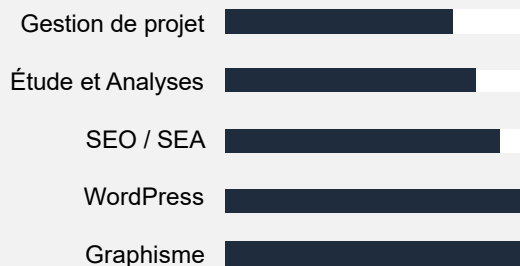 Gestion de projet
Étude et Analyses
SEO / SEA
WordPress
Graphisme